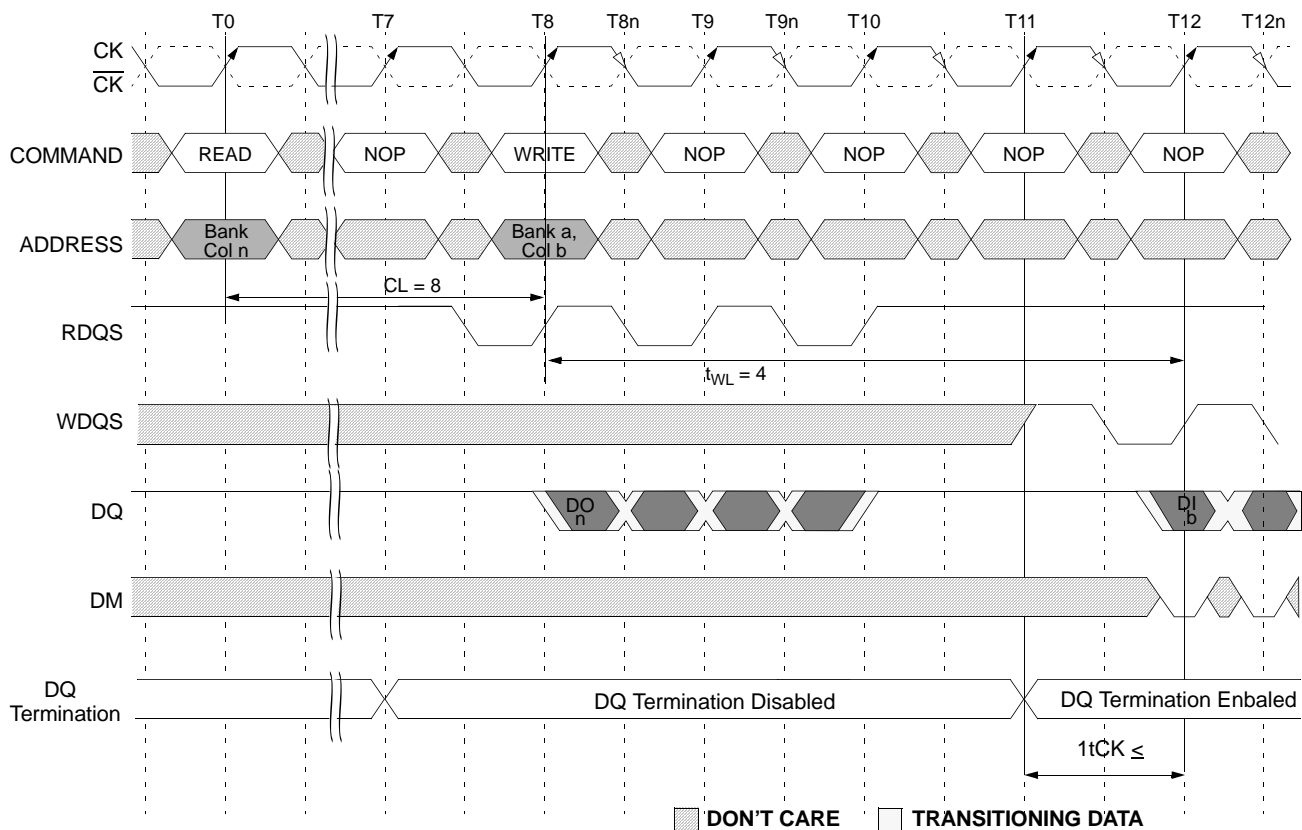 T0 T7 T8 T8n T9 T9n T10 T11 T12 T12n
CK
CK
COMMAND READ NOP WRITE NOP NOP NOP NOP
ADDRESS
Bank
Col n
Bank a,
Col b
CL = 8
RDQS
tWL = 4
WDQS
DQ
DO
n
DI
b
DM
DQ
Termination
DQ Termination Disabled
DQ Termination Enbaled
1tCK ≤
DON'T CARE
TRANSITIONING DATA